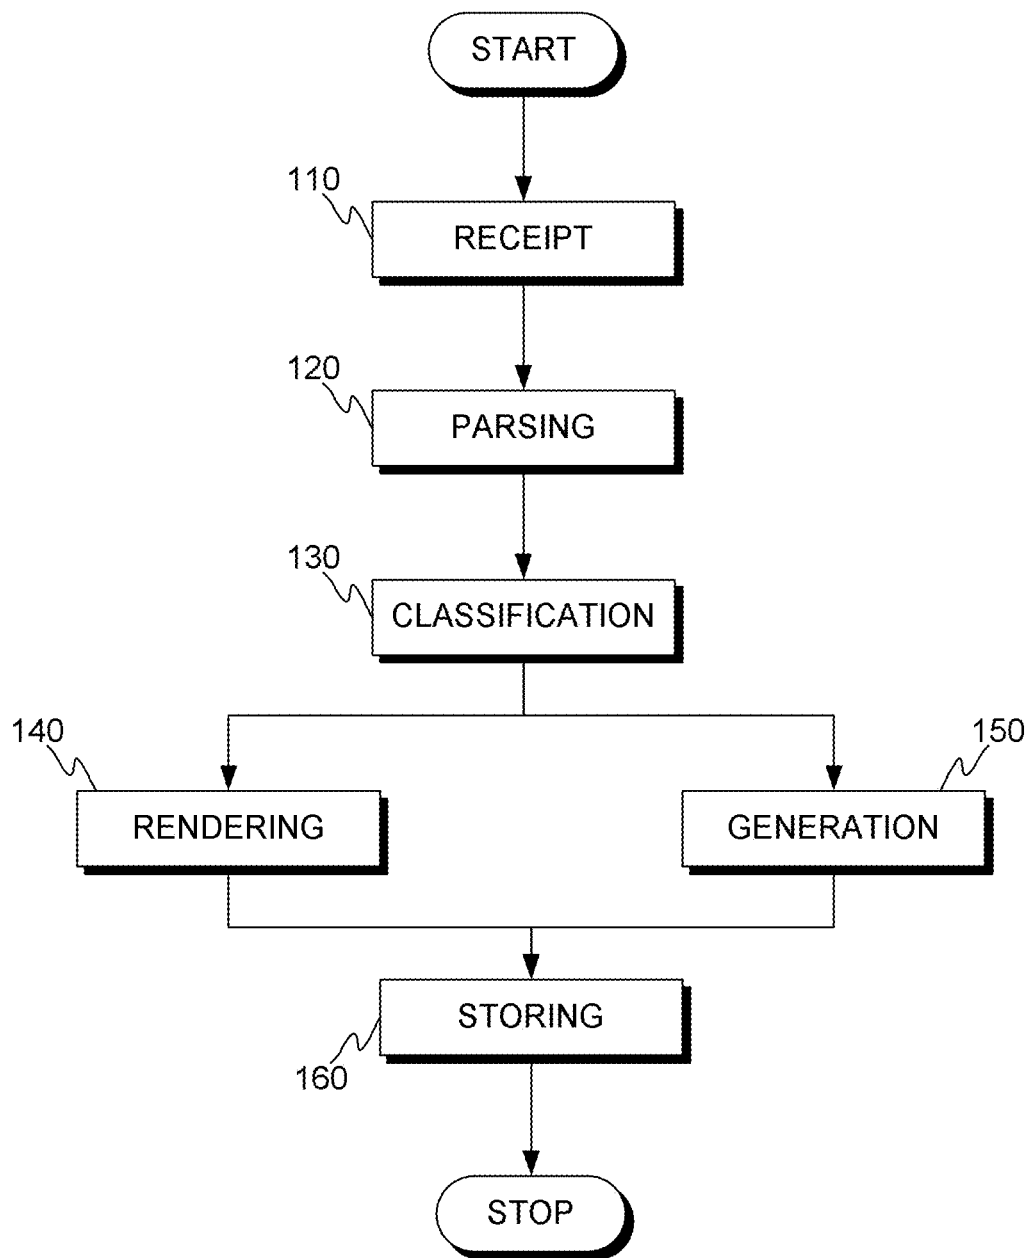 START
110
RECEIPT
120
PARSING
130
CLASSIFICATION
140
150
RENDERING
GENERATION
STORING
160
STOP